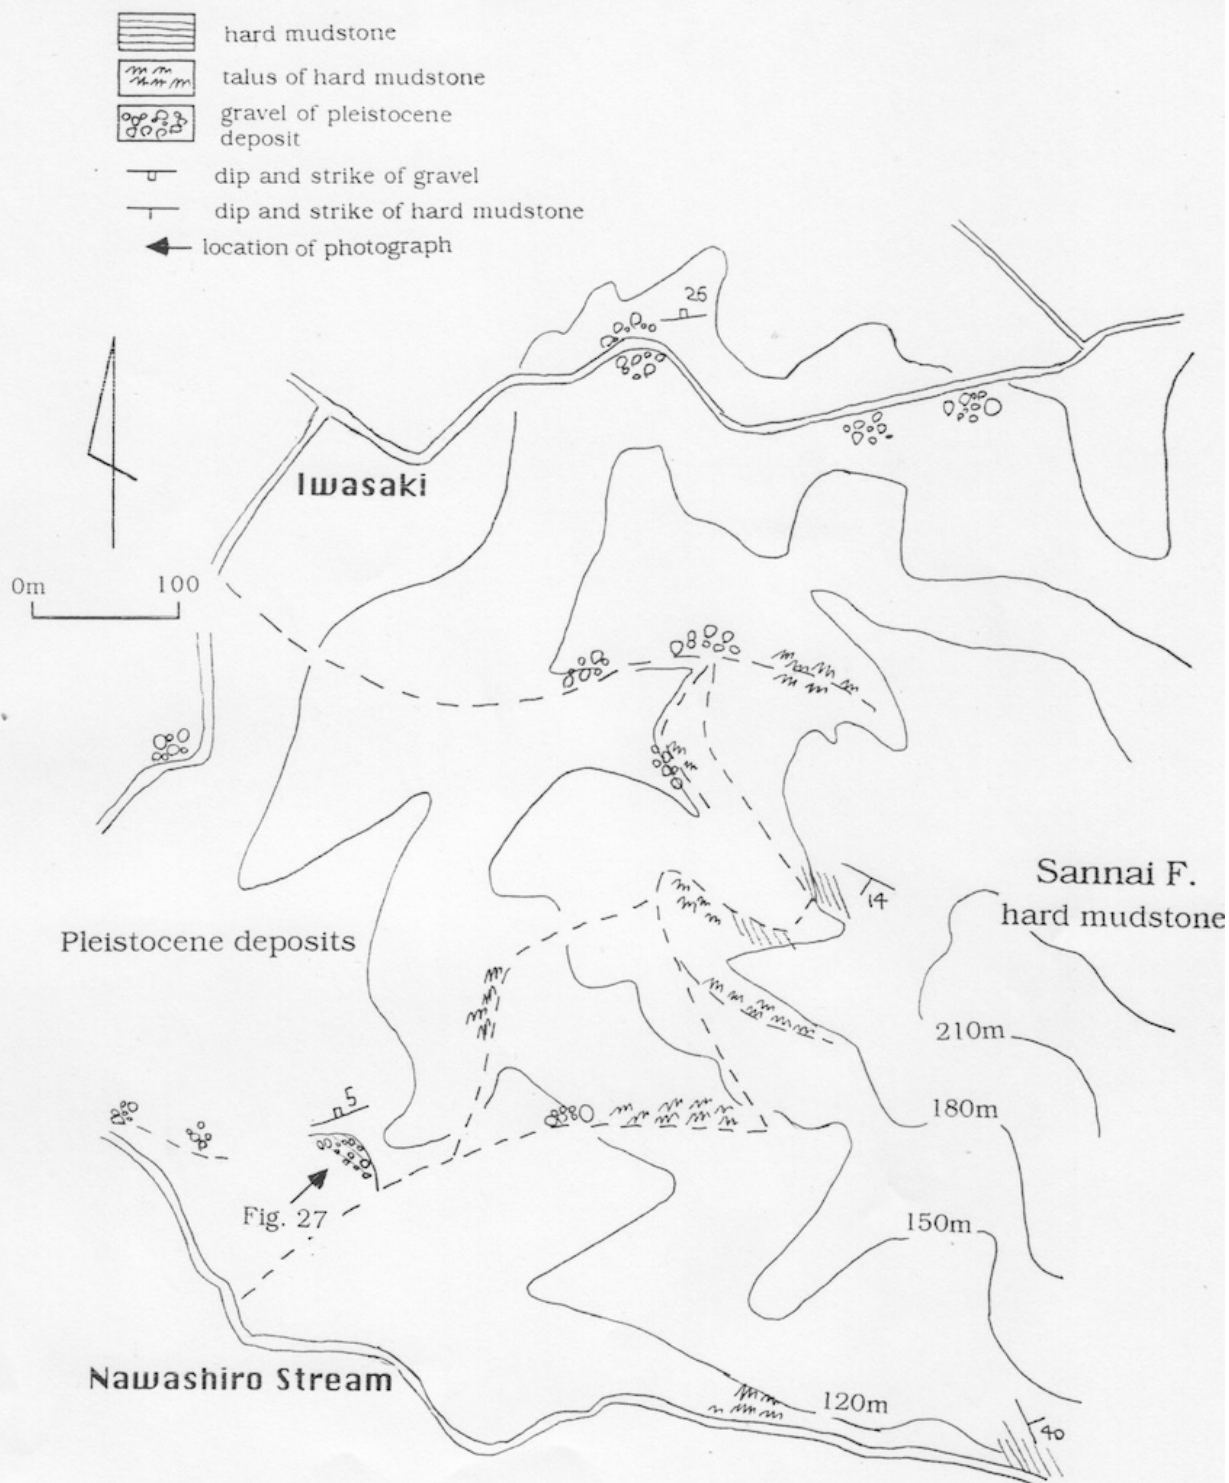 hard mudstone
talus of hard mudstone
gravel of pleistocene
deposit
dip and strike of gravel
dip and strike of hard mudstone
location of photograph
26
Iwasaki
0m 100
Sannai F.
hard mudstone
14
Pleistocene deposits
210m
180m
5
150m
Fig. 27
Nawashiro Stream
120m
40